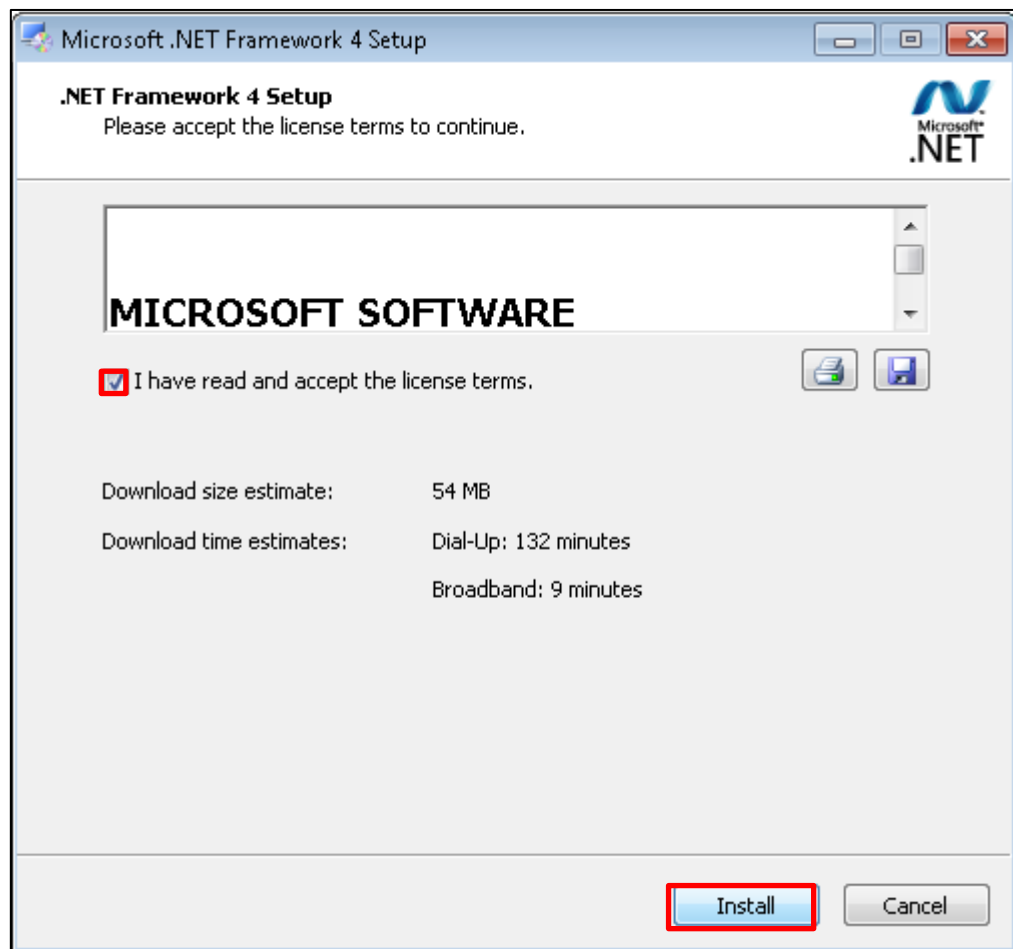 Microsoft .NET Framework 4 Setup
.NET Framework 4 Setup
Please accept the license terms to continue.
Microsoft
.NET
MICROSOFT SOFTWARE
I have read and accept the license terms.
Download size estimate: 54 MB
Download time estimates: Dial-Up: 132 minutes
Broadband: 9 minutes
Install Cancel